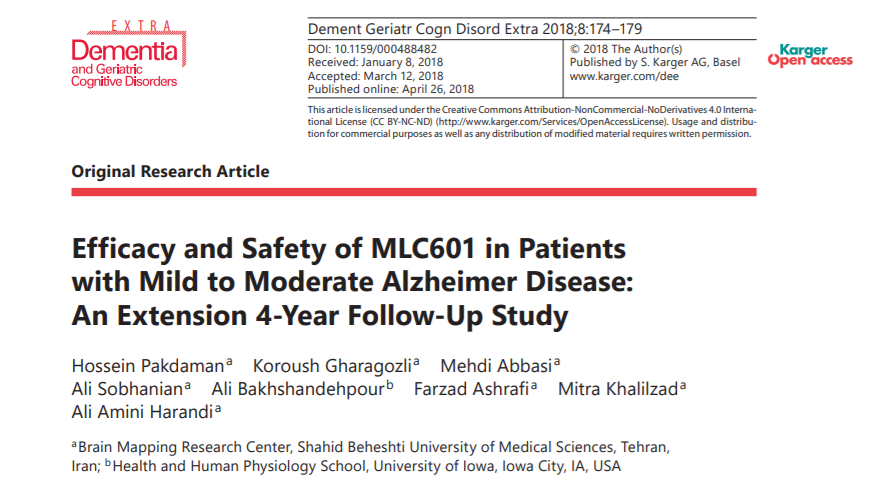 EXTRA
Dementia
and Geriatric
Cognitive Disorders
Dement Geriatr Cogn Disord Extra 2018;8:174–179
DOI: 10.1159/000488482
Received: January 8, 2018
Accepted: March 12, 2018
Published online: April 26, 2018
© 2018 The Author(s)
Published by S. Karger AG, Basel
www.karger.com/dee
Karger
Open access
This article is licensed under the Creative Commons Attribution-NonCommercial-NoDerivatives 4.0 Interna-
tional License (CC BY-NC-ND) (http://www.karger.com/Services/OpenAccessLicense). Usage and distribu-
tion for commercial purposes as well as any distribution of modified material requires written permission.
Original Research Article
Efficacy and Safety of MLC601 in Patients
with Mild to Moderate Alzheimer Disease:
An Extension 4-Year Follow-Up Study
Hossein Pakdaman a Koroush Gharagozli a Mehdi Abbasi a
Ali Sobhanian a Ali Bakhshandehpour b Farzad Ashrafi a Mitra Khalilzad a
Ali Amini Harandi a
a Brain Mapping Research Center, Shahid Beheshti University of Medical Sciences, Tehran,
Iran; b Health and Human Physiology School, University of Iowa, Iowa City, IA, USA